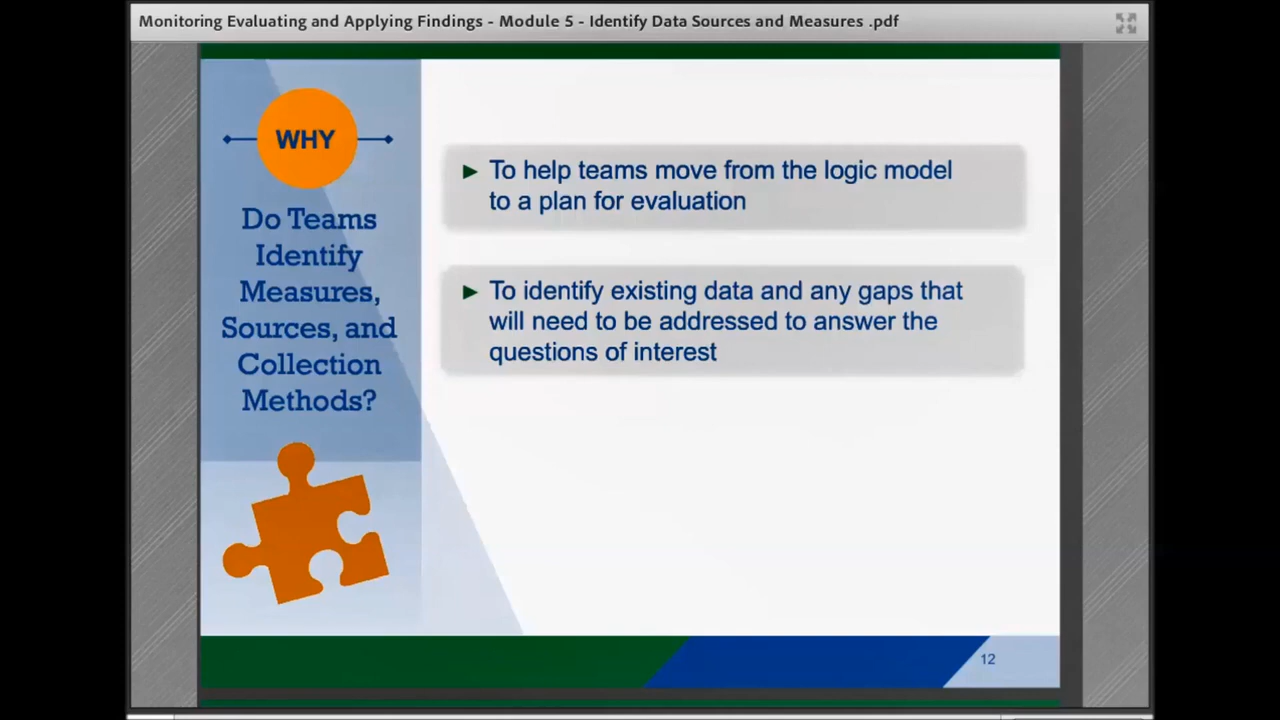 Monitoring Evaluating and Applying Findings - Module 5 - Identify Data Sources and Measures .pdf
WHY
Do Teams
Identify
Measures,
Sources, and
Collection
Methods?
► To help teams move from the logic model
to a plan for evaluation
► To identify existing data and any gaps that
will need to be addressed to answer the
questions of interest
12